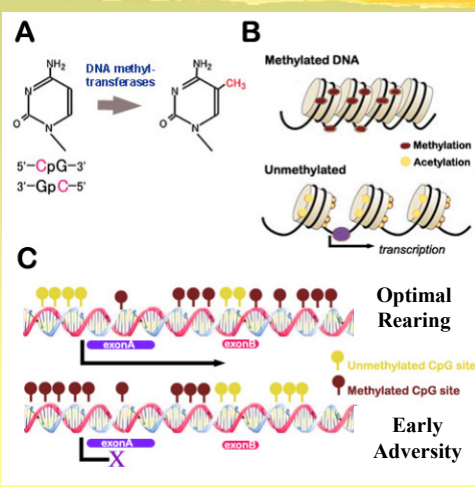 A
NH₂
N
O
N
DNA methyl-
transferases
NH₂
CH₃
N
O
N
5'–CpG–3'
3'–GpC–5'
B
Methylated DNA
Methylation
Acetylation
Unmethylated
transcription
C
Optimal
Rearing
exonA
exonB
Unmethylated CpG site
Methylated CpG site
exonA
exonB
X
Early
Adversity